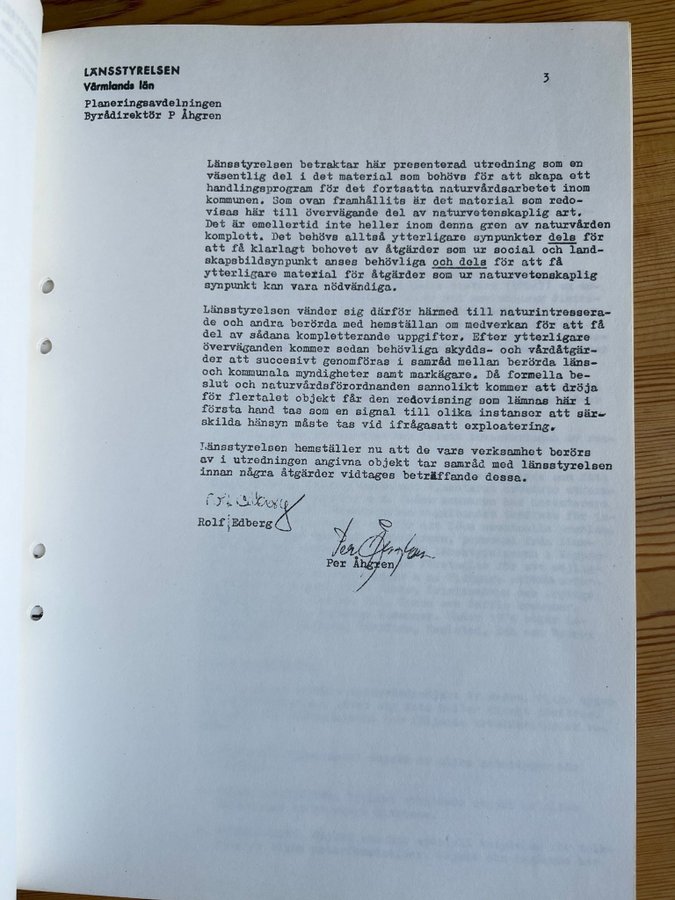 LÄNSSTYRELSEN
Värmlands län
Planeringsavdelningen
Byrådirektör P Åhgren
3
Länsstyrelsen betraktar här presenterad utredning som en
väsentlig del i det material som behövs för att skapa ett
handlingsprogram för det fortsatta naturvårdsarbetet inom
kommunen. Som ovan framhållits är det material som redo-
visas här till övervägande del av naturvetenskaplig art.
Det är emellertid inte heller inom denna gren av naturvården
komplett. Det behövs alltså ytterligare synpunkter dels för
att få klarlagt behovet av åtgärder som ur social och land-
skapsbildsynpunkt anses behövliga och dels för att få
ytterligare material för åtgärder som ur naturvetenskaplig
synpunkt kan vara nödvändiga.
Länsstyrelsen vänder sig därför härmed till naturintressera-
de och andra berörda med hemställan om medverkan för att få
del av sådana kompletterande uppgifter. Efter ytterligare
överväganden kommer sedan behövliga skydds- och vårdåtgär-
der att succesivt genomföras i samråd mellan berörda läns-
och kommunala myndigheter samt markägare. Då formella be-
slut och naturvårdsförordnanden sannolikt kommer att dröja
för flertalet objekt får den redovisning som lämnas här i
första hand tas som en signal till olika instanser att sär-
skilda hänsyn måste tas vid ifrågasatt exploatering.
Länsstyrelsen hemställer nu att de vars verksamhet berörs
av i utredningen angivna objekt tar samråd med länsstyrelsen
innan några åtgärder vidtages beträffande dessa.
Rolf Edberg
Per Åhgren
Per Åhgren